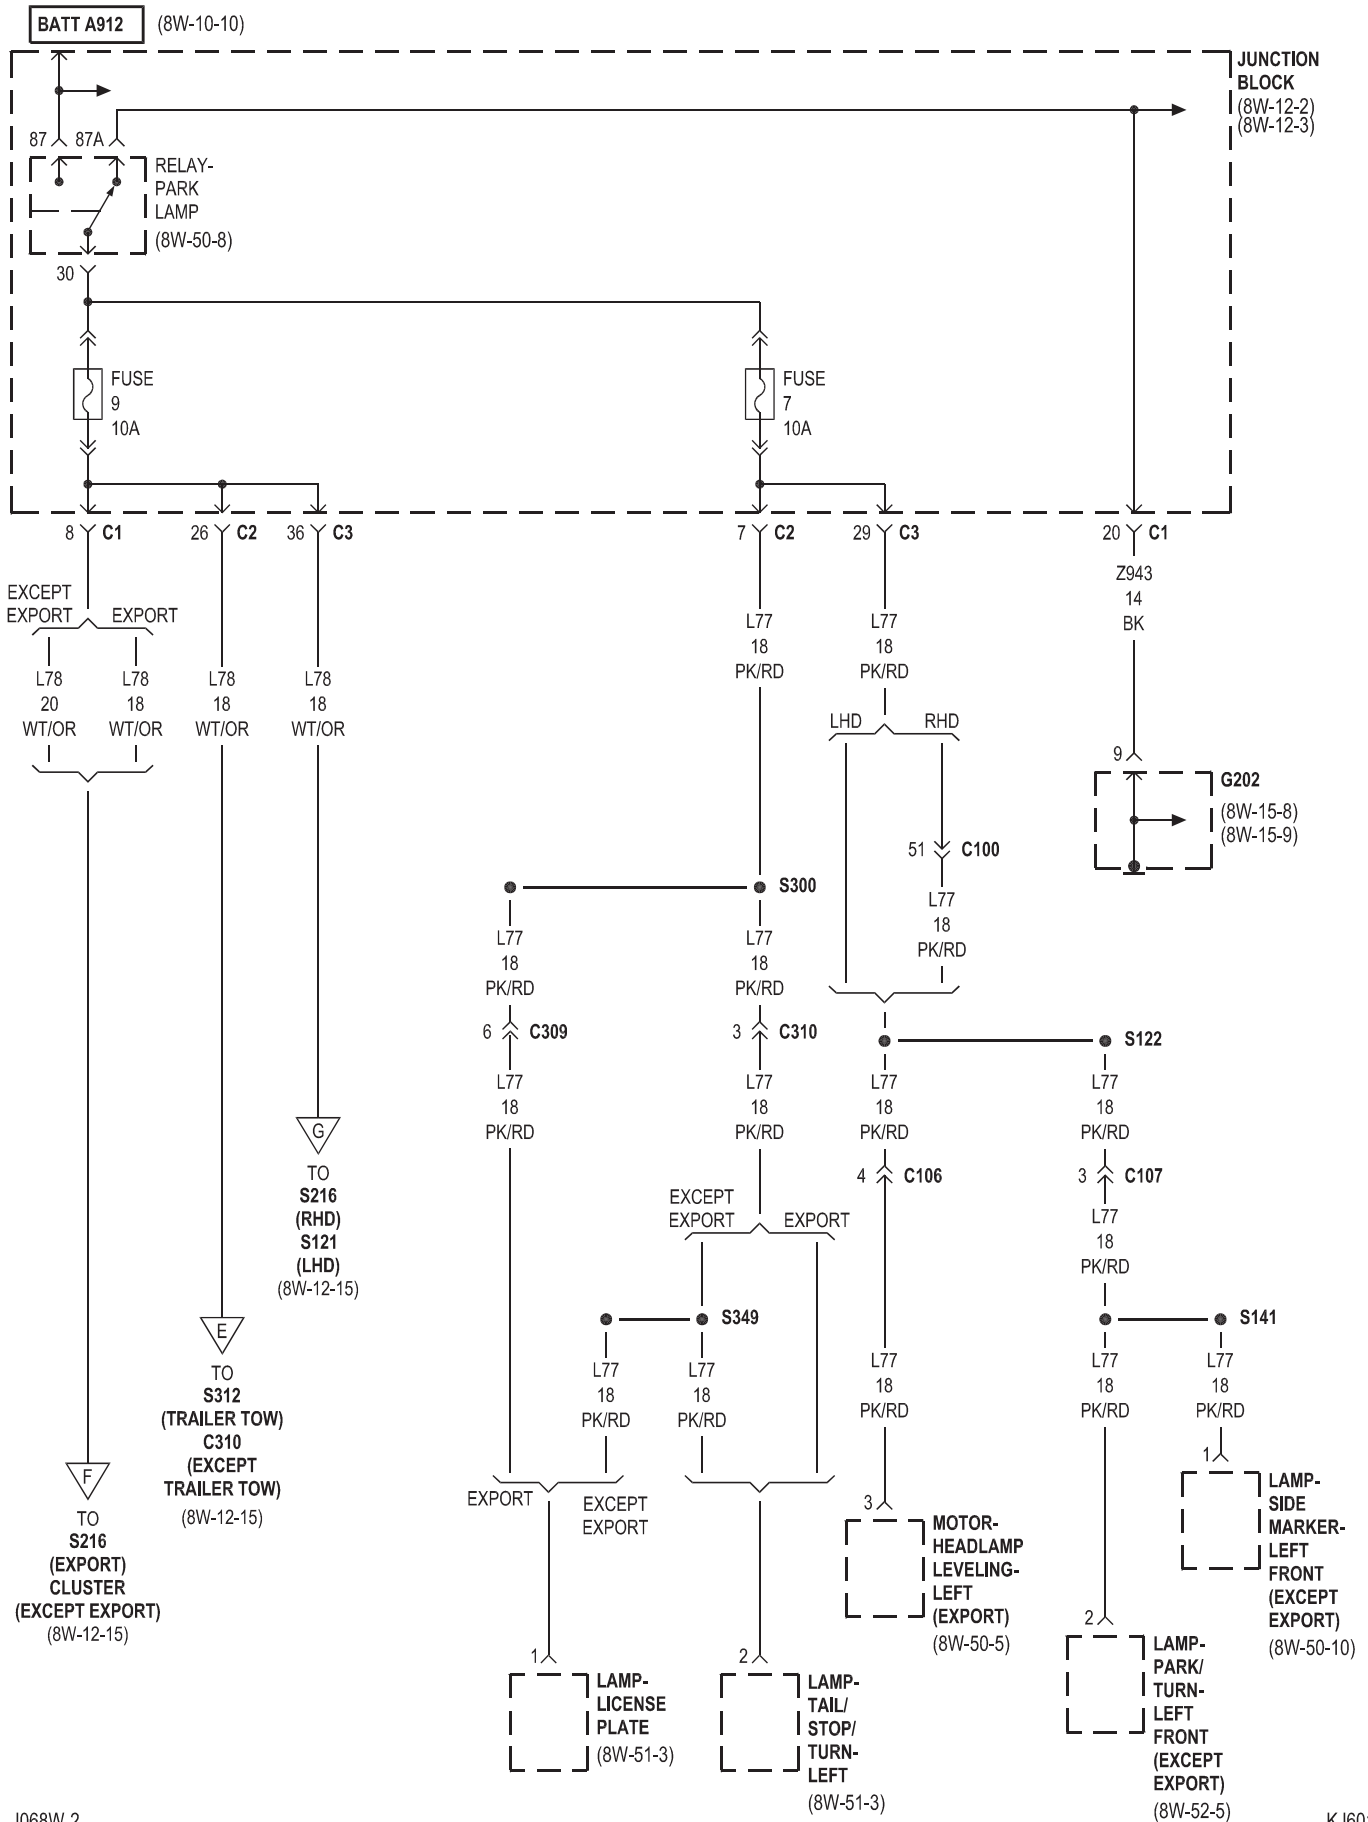 BATT A912 (8W-10-10)
JUNCTION
BLOCK
(8W-12-2)
(8W-12-3)
87 87A
RELAY-
PARK
LAMP
(8W-50-8)
30
FUSE
9
10A
FUSE
7
10A
8 C1
26 C2
36 C3
7 C2
29 C3
20 C1
EXCEPT
EXPORT
EXPORT
L78
20
WT/OR
L78
18
WT/OR
L78
18
WT/OR
L78
18
WT/OR
L77
18
PK/RD
L77
18
PK/RD
Z943
14
BK
LHD
RHD
9
G202
(8W-15-8)
(8W-15-9)
51 C100
L77
18
PK/RD
S300
L77
18
PK/RD
L77
18
PK/RD
6 C309
3 C310
S122
L77
18
PK/RD
L77
18
PK/RD
L77
18
PK/RD
L77
18
PK/RD
G
TO
S216
(RHD)
S121
(LHD)
(8W-12-15)
4 C106
3 C107
EXCEPT
EXPORT
EXPORT
L77
18
PK/RD
S349
S141
E
TO
S312
(TRAILER TOW)
C310
(EXCEPT
TRAILER TOW)
(8W-12-15)
L77
18
PK/RD
L77
18
PK/RD
L77
18
PK/RD
L77
18
PK/RD
L77
18
PK/RD
F
TO
S216
(EXPORT)
CLUSTER
(EXCEPT EXPORT)
(8W-12-15)
EXPORT
EXCEPT
EXPORT
3
MOTOR-
HEADLAMP
LEVELING-
LEFT
(EXPORT)
(8W-50-5)
1
LAMP-
SIDE
MARKER-
LEFT
FRONT
(EXCEPT
EXPORT)
(8W-50-10)
1
LAMP-
LICENSE
PLATE
(8W-51-3)
2
LAMP-
TAIL/
STOP/
TURN-
LEFT
(8W-51-3)
2
LAMP-
PARK/
TURN-
LEFT
FRONT
(EXCEPT
EXPORT)
(8W-52-5)